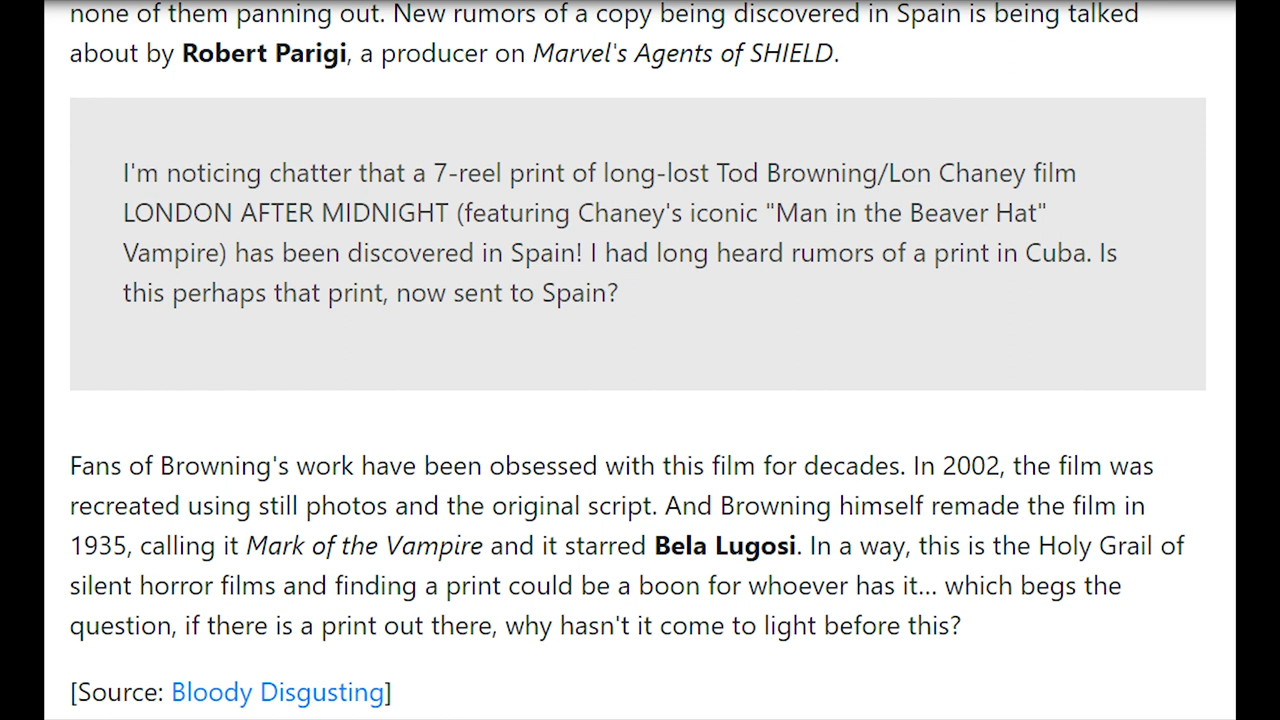 none of them panning out. New rumors of a copy being discovered in Spain is being talked
about by Robert Parigi, a producer on Marvel's Agents of SHIELD.
I'm noticing chatter that a 7-reel print of long-lost Tod Browning/Lon Chaney film
LONDON AFTER MIDNIGHT (featuring Chaney's iconic "Man in the Beaver Hat"
Vampire) has been discovered in Spain! I had long heard rumors of a print in Cuba. Is
this perhaps that print, now sent to Spain?
Fans of Browning's work have been obsessed with this film for decades. In 2002, the film was
recreated using still photos and the original script. And Browning himself remade the film in
1935, calling it Mark of the Vampire and it starred Bela Lugosi. In a way, this is the Holy Grail of
silent horror films and finding a print could be a boon for whoever has it... which begs the
question, if there is a print out there, why hasn't it come to light before this?
[Source: Bloody Disgusting]